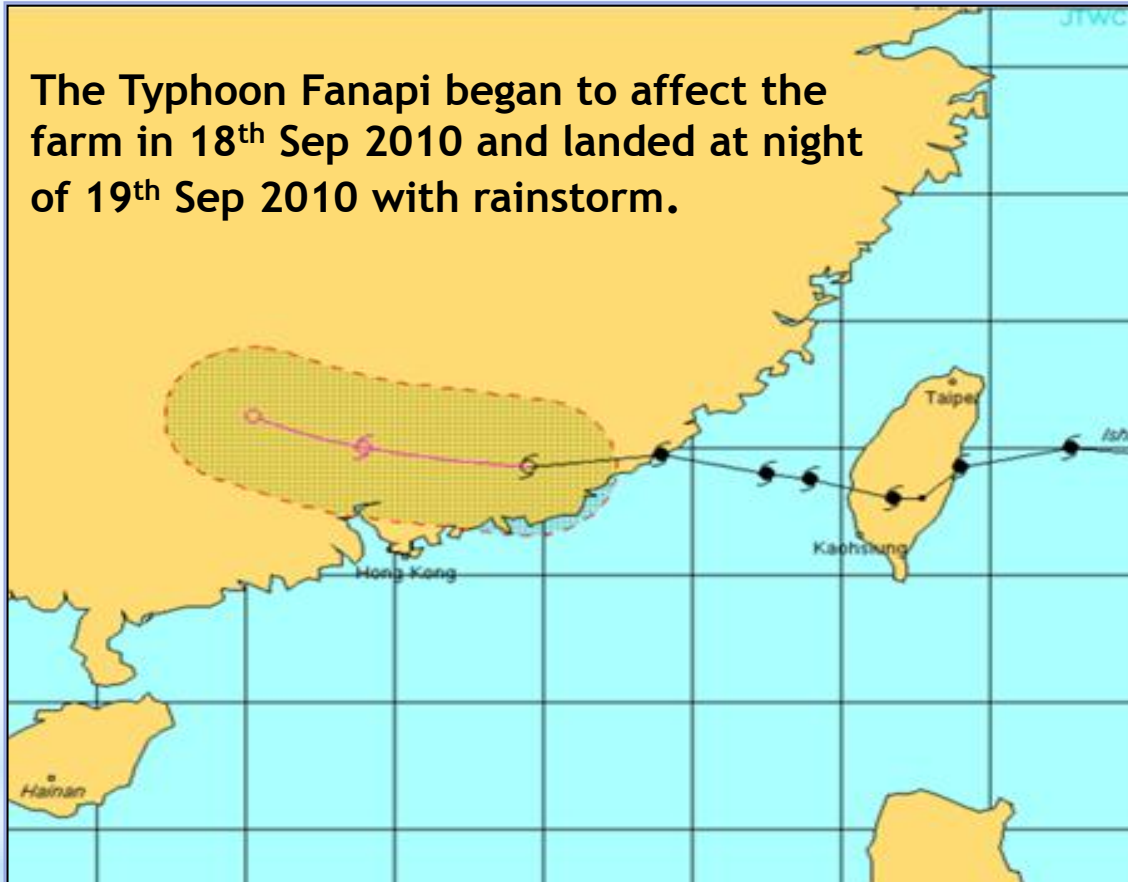 JTWC
The Typhoon Fanapi began to affect the
farm in 18th Sep 2010 and landed at night
of 19th Sep 2010 with rainstorm.
Taipei
Kaohsiung
Hong Kong
Hainan